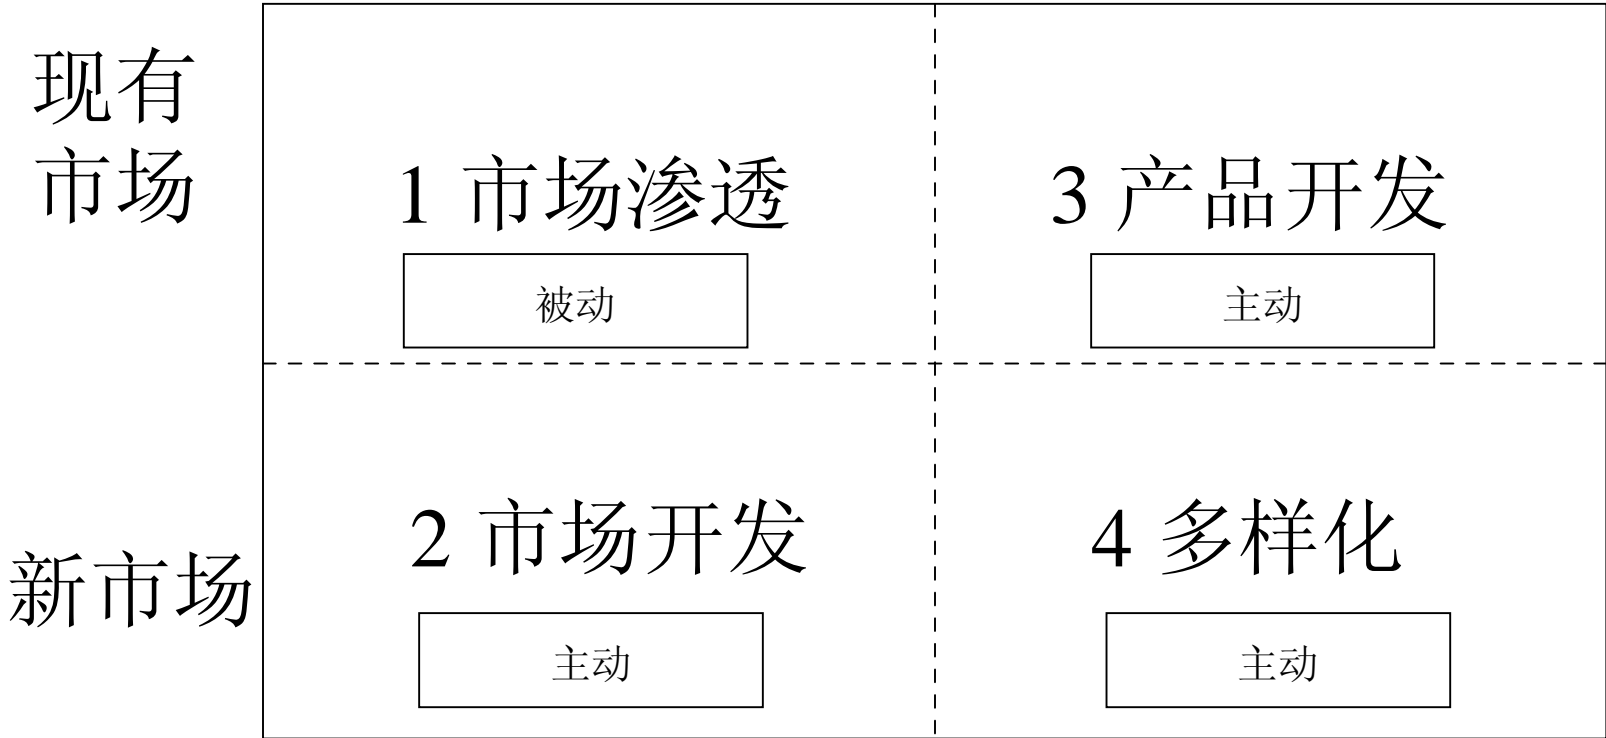 现有
市场
1 市场渗透
3 产品开发
被动
主动
新市场
2 市场开发
4 多样化
主动
主动